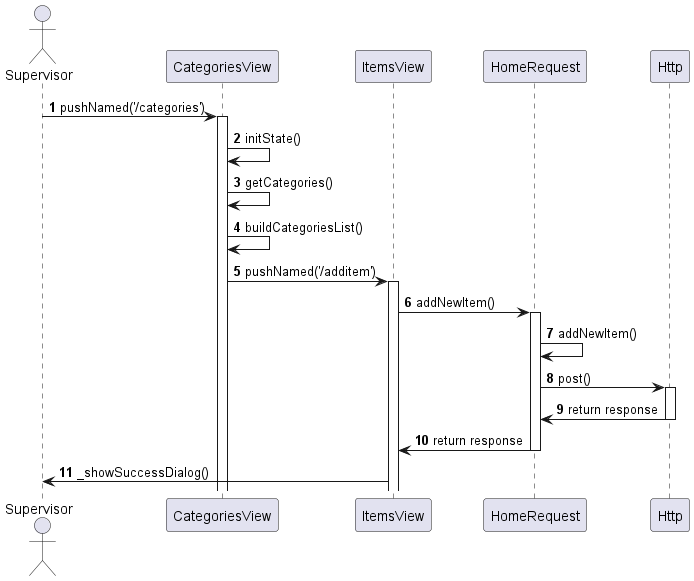 Supervisor
CategoriesView
ItemsView
HomeRequest
Http
1 pushNamed('/categories')
2 initState()
3 getCategories()
4 buildCategoriesList()
5 pushNamed('/additem')
6 addNewItem()
7 addNewItem()
8 post()
9 return response
10 return response
11 _showSuccessDialog()
Supervisor
CategoriesView
ItemsView
HomeRequest
Http